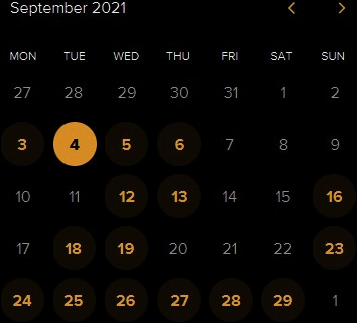 September 2021
MON TUE WED THU FRI SAT SUN
27 28 29 30 31 1 2
3 4 5 6 7 8 9
10 11 12 13 14 15 16
17 18 19 20 21 22 23
24 25 26 27 28 29 1